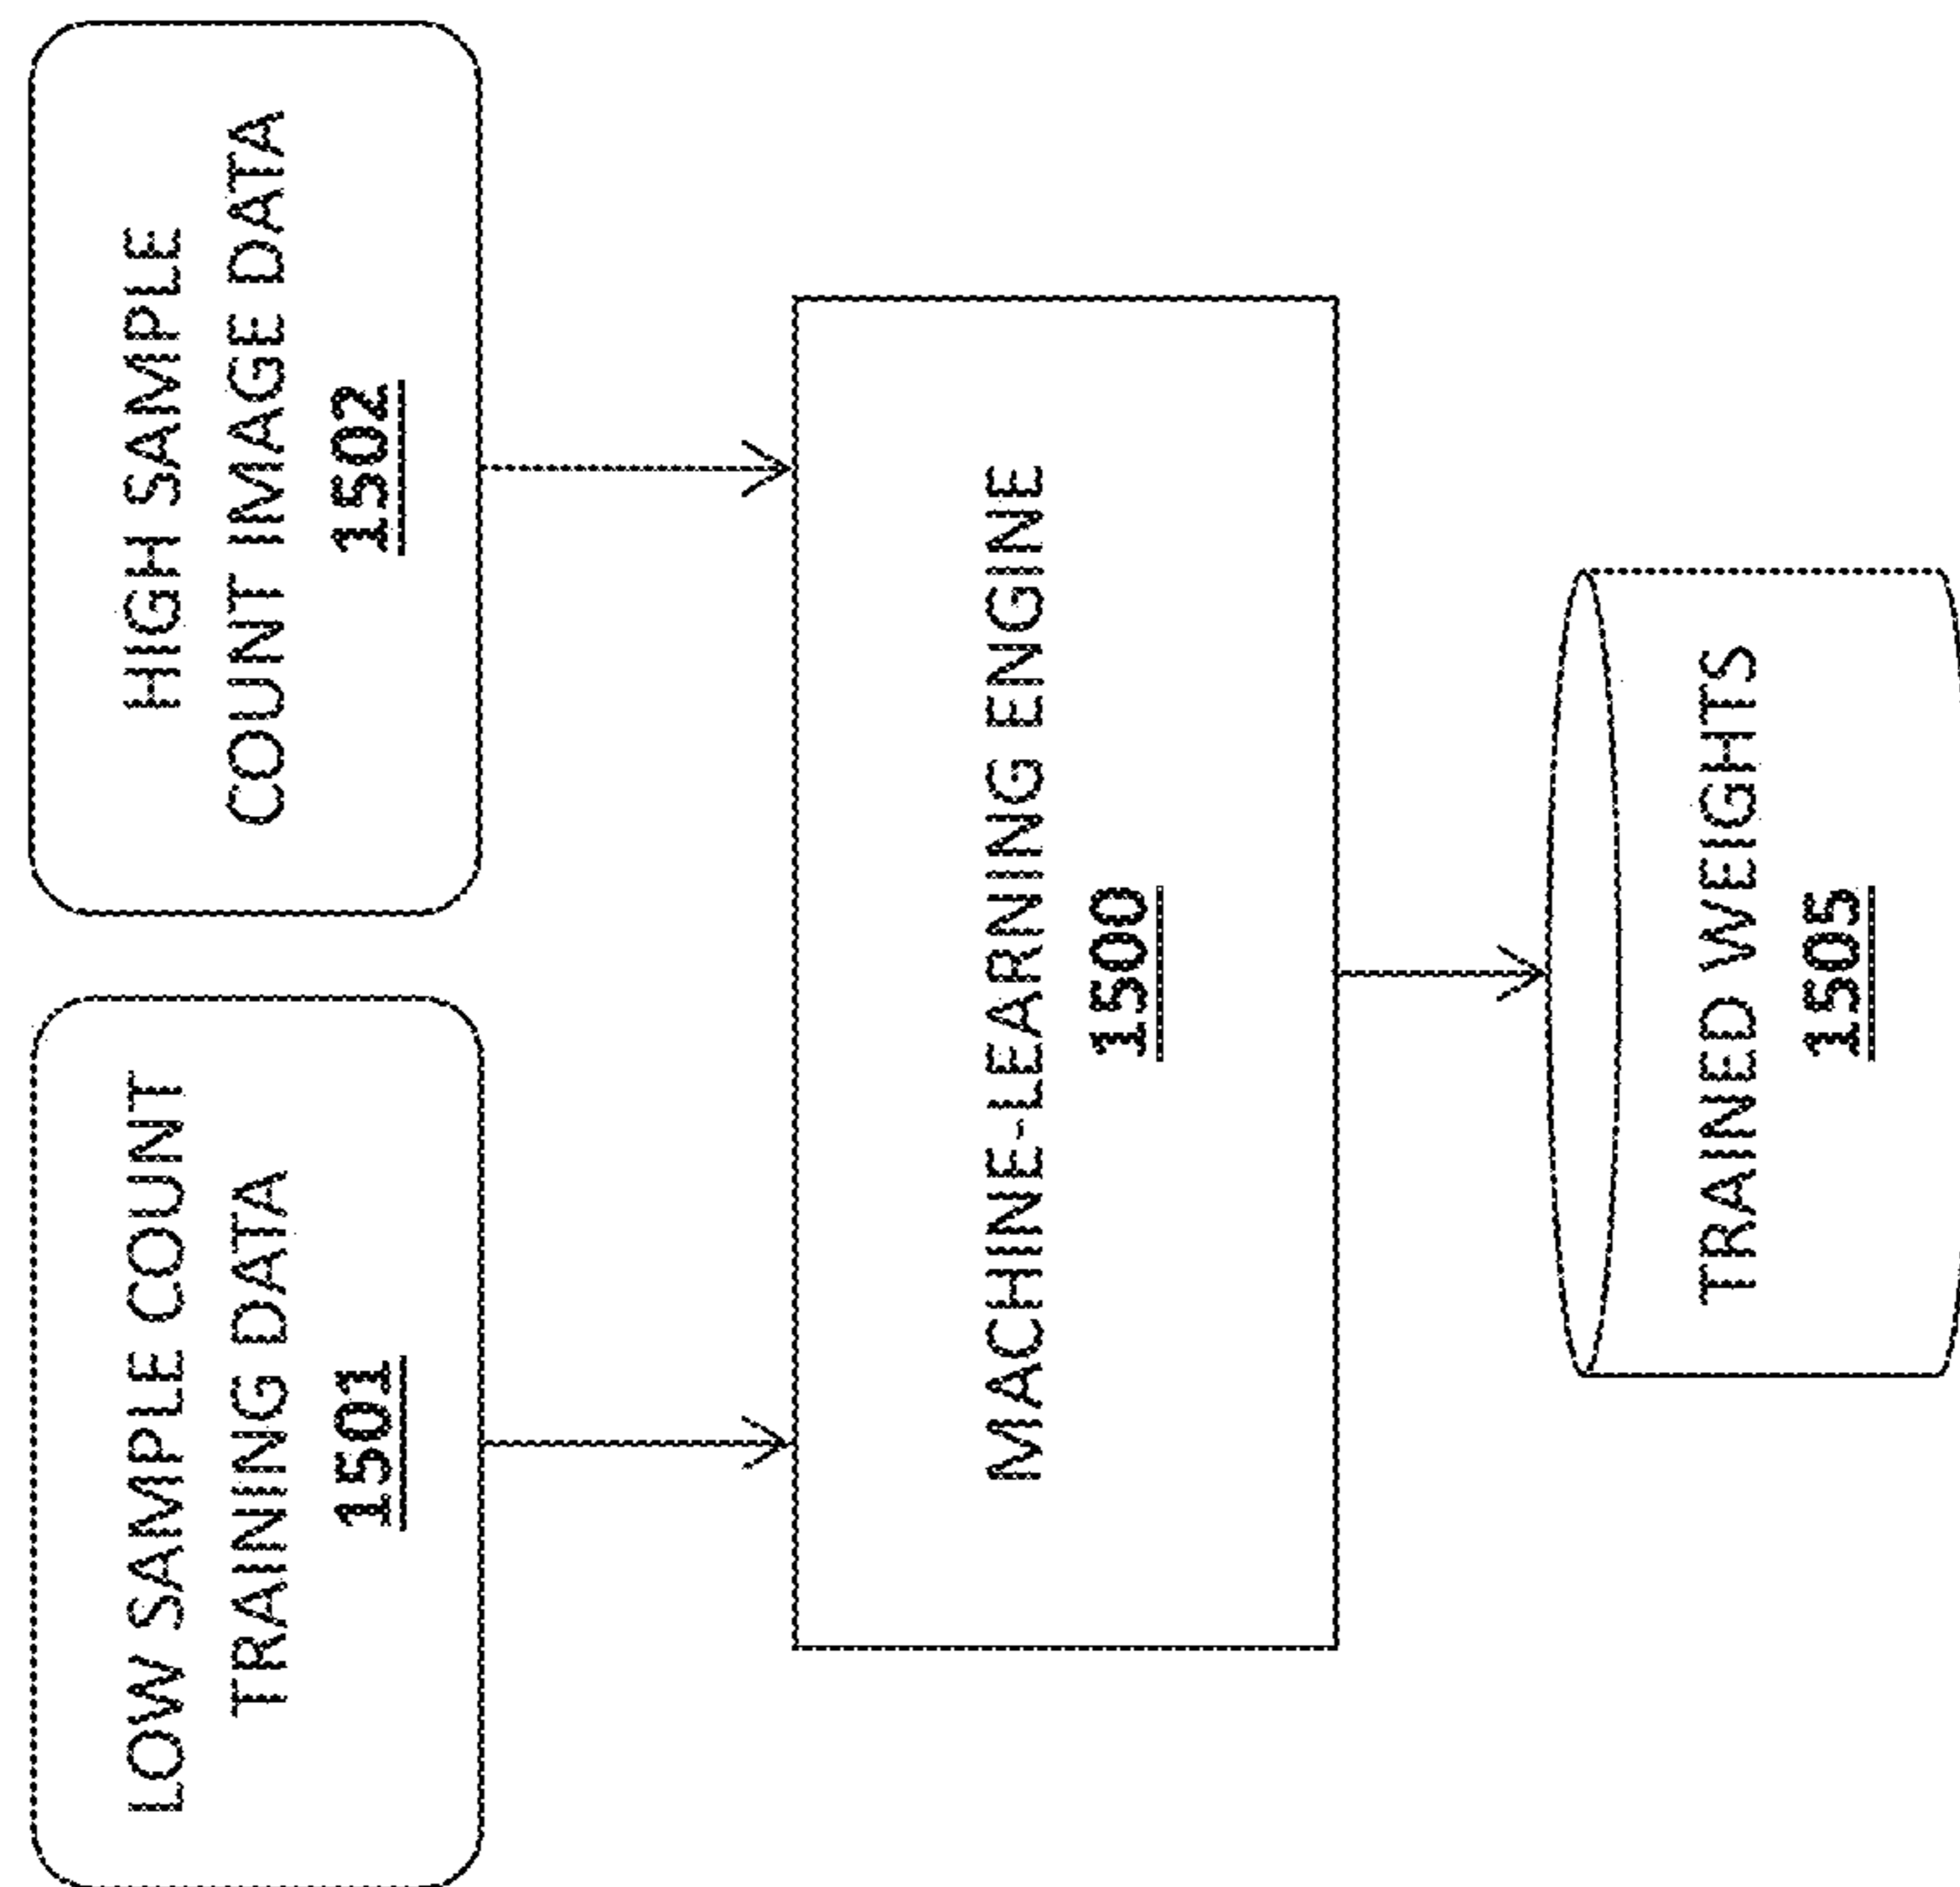 LOW SAMPLE COUNT
TRAINING DATA
1501
HIGH SAMPLE
COUNT IMAGE DATA
1502
MACHINE-LEARNING ENGINE
1500
TRAINED WEIGHTS
1505